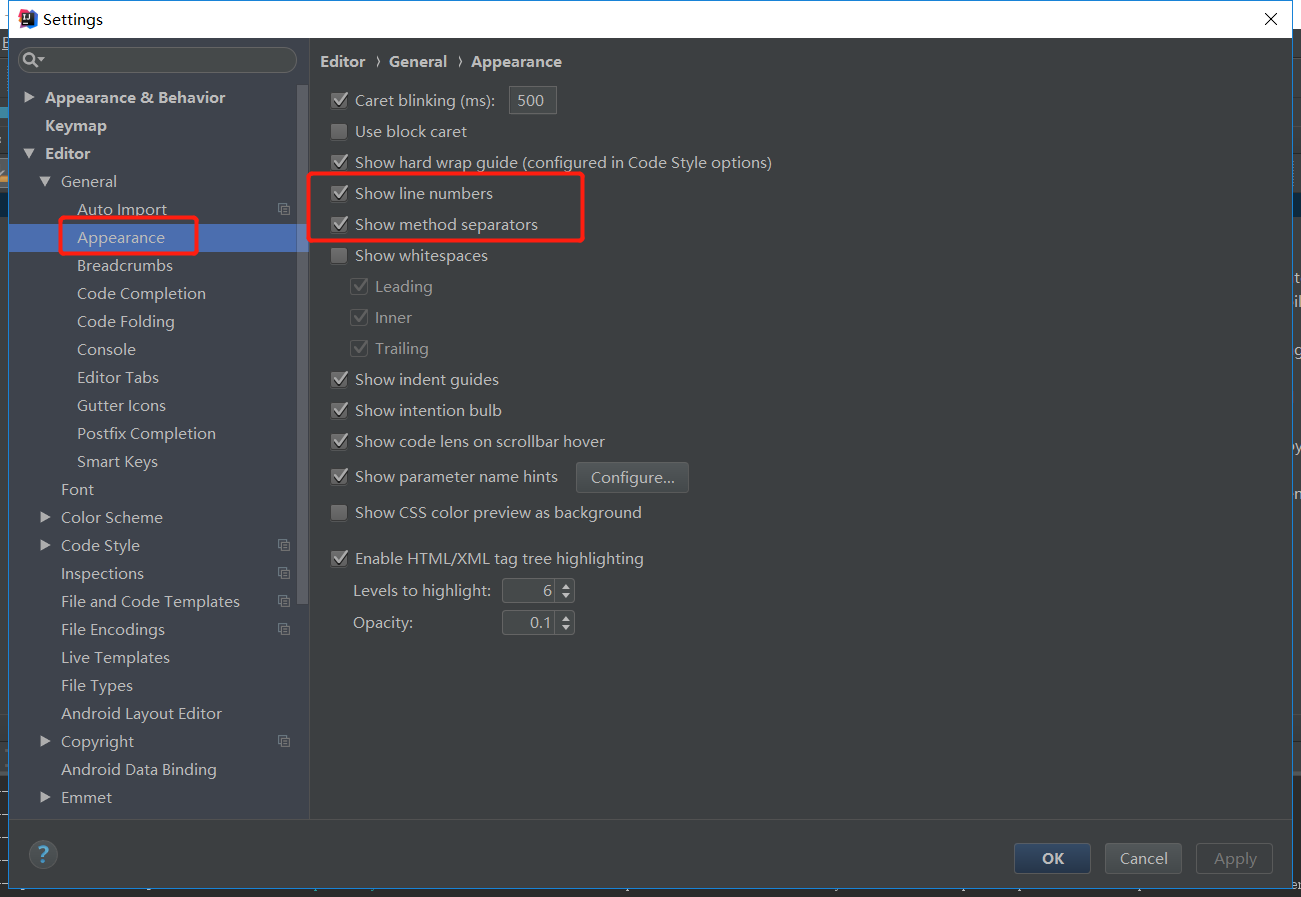 Settings
Editor › General › Appearance
Appearance & Behavior
Keymap
Editor
General
Auto Import
Appearance
Breadcrumbs
Code Completion
Code Folding
Console
Editor Tabs
Gutter Icons
Postfix Completion
Smart Keys
Font
Color Scheme
Code Style
Inspections
File and Code Templates
File Encodings
Live Templates
File Types
Android Layout Editor
Copyright
Android Data Binding
Emmet
Caret blinking (ms): 500
Use block caret
Show hard wrap guide (configured in Code Style options)
Show line numbers
Show method separators
Show whitespaces
Leading
Inner
Trailing
Show indent guides
Show intention bulb
Show code lens on scrollbar hover
Show parameter name hints Configure...
Show CSS color preview as background
Enable HTML/XML tag tree highlighting
Levels to highlight: 6
Opacity: 0.1
?
OK Cancel Apply